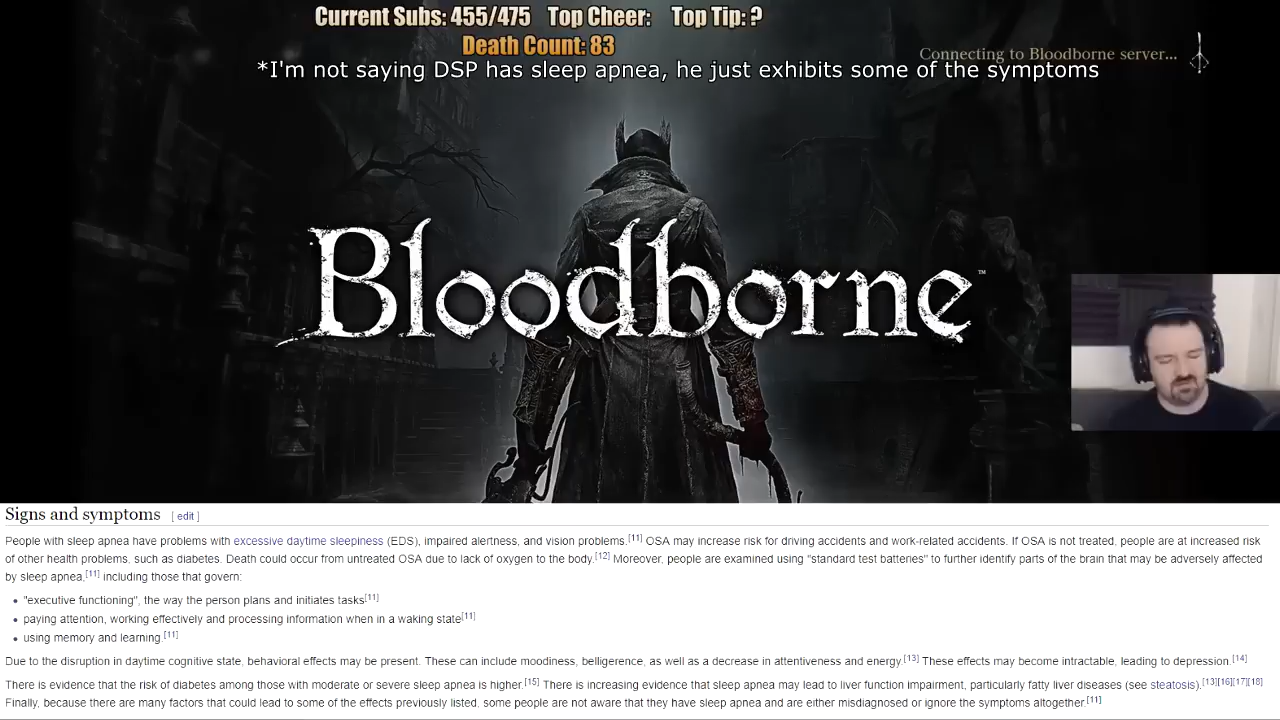 Current Subs: 455/475 Top Cheer: Top Tip: ?
Death Count: 83
Connecting to Bloodborne server...
*I'm not saying DSP has sleep apnea, he just exhibits some of the symptoms
Bloodborne™
Signs and symptoms [ edit ]
People with sleep apnea have problems with excessive daytime sleepiness (EDS), impaired alertness, and vision problems.[11] OSA may increase risk for driving accidents and work-related accidents. If OSA is not treated, people are at increased risk
of other health problems, such as diabetes. Death could occur from untreated OSA due to lack of oxygen to the body.[12] Moreover, people are examined using "standard test batteries" to further identify parts of the brain that may be adversely affected
by sleep apnea,[11] including those that govern:
• "executive functioning", the way the person plans and initiates tasks[11]
• paying attention, working effectively and processing information when in a waking state[11]
• using memory and learning.[11]
Due to the disruption in daytime cognitive state, behavioral effects may be present. These can include moodiness, belligerence, as well as a decrease in attentiveness and energy.[13] These effects may become intractable, leading to depression.[14]
There is evidence that the risk of diabetes among those with moderate or severe sleep apnea is higher.[15] There is increasing evidence that sleep apnea may lead to liver function impairment, particularly fatty liver diseases (see steatosis).[13][16][17][18]
Finally, because there are many factors that could lead to some of the effects previously listed, some people are not aware that they have sleep apnea and are either misdiagnosed or ignore the symptoms altogether.[11]